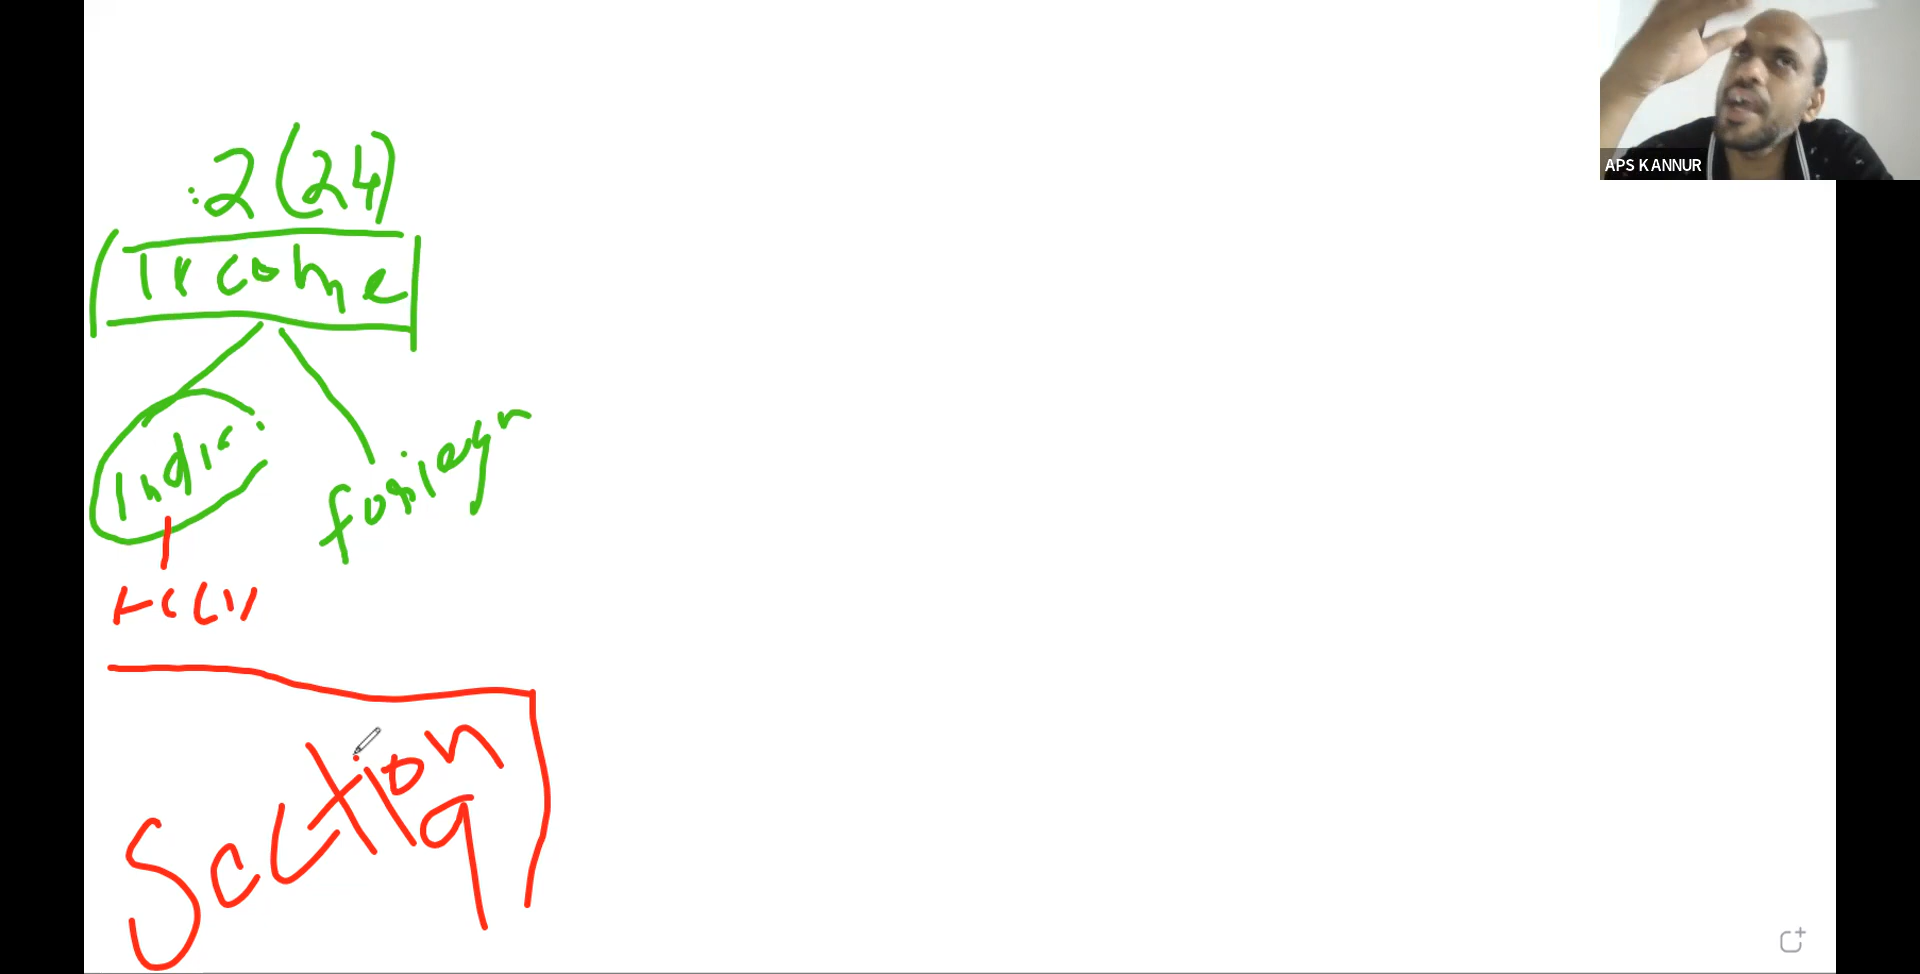 :2 (24)
Income
India
foriegn
Section 9
APS KANNUR